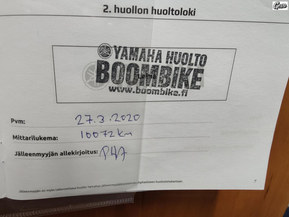 2. huollon huoltoloki
YAMAHA HUOLTO
BOOMBIKE
www.boombike.fi
Pvm: 27.3.2020
Mittarilukema: 10072 km
Jälleenmyyjän allekirjoitus: